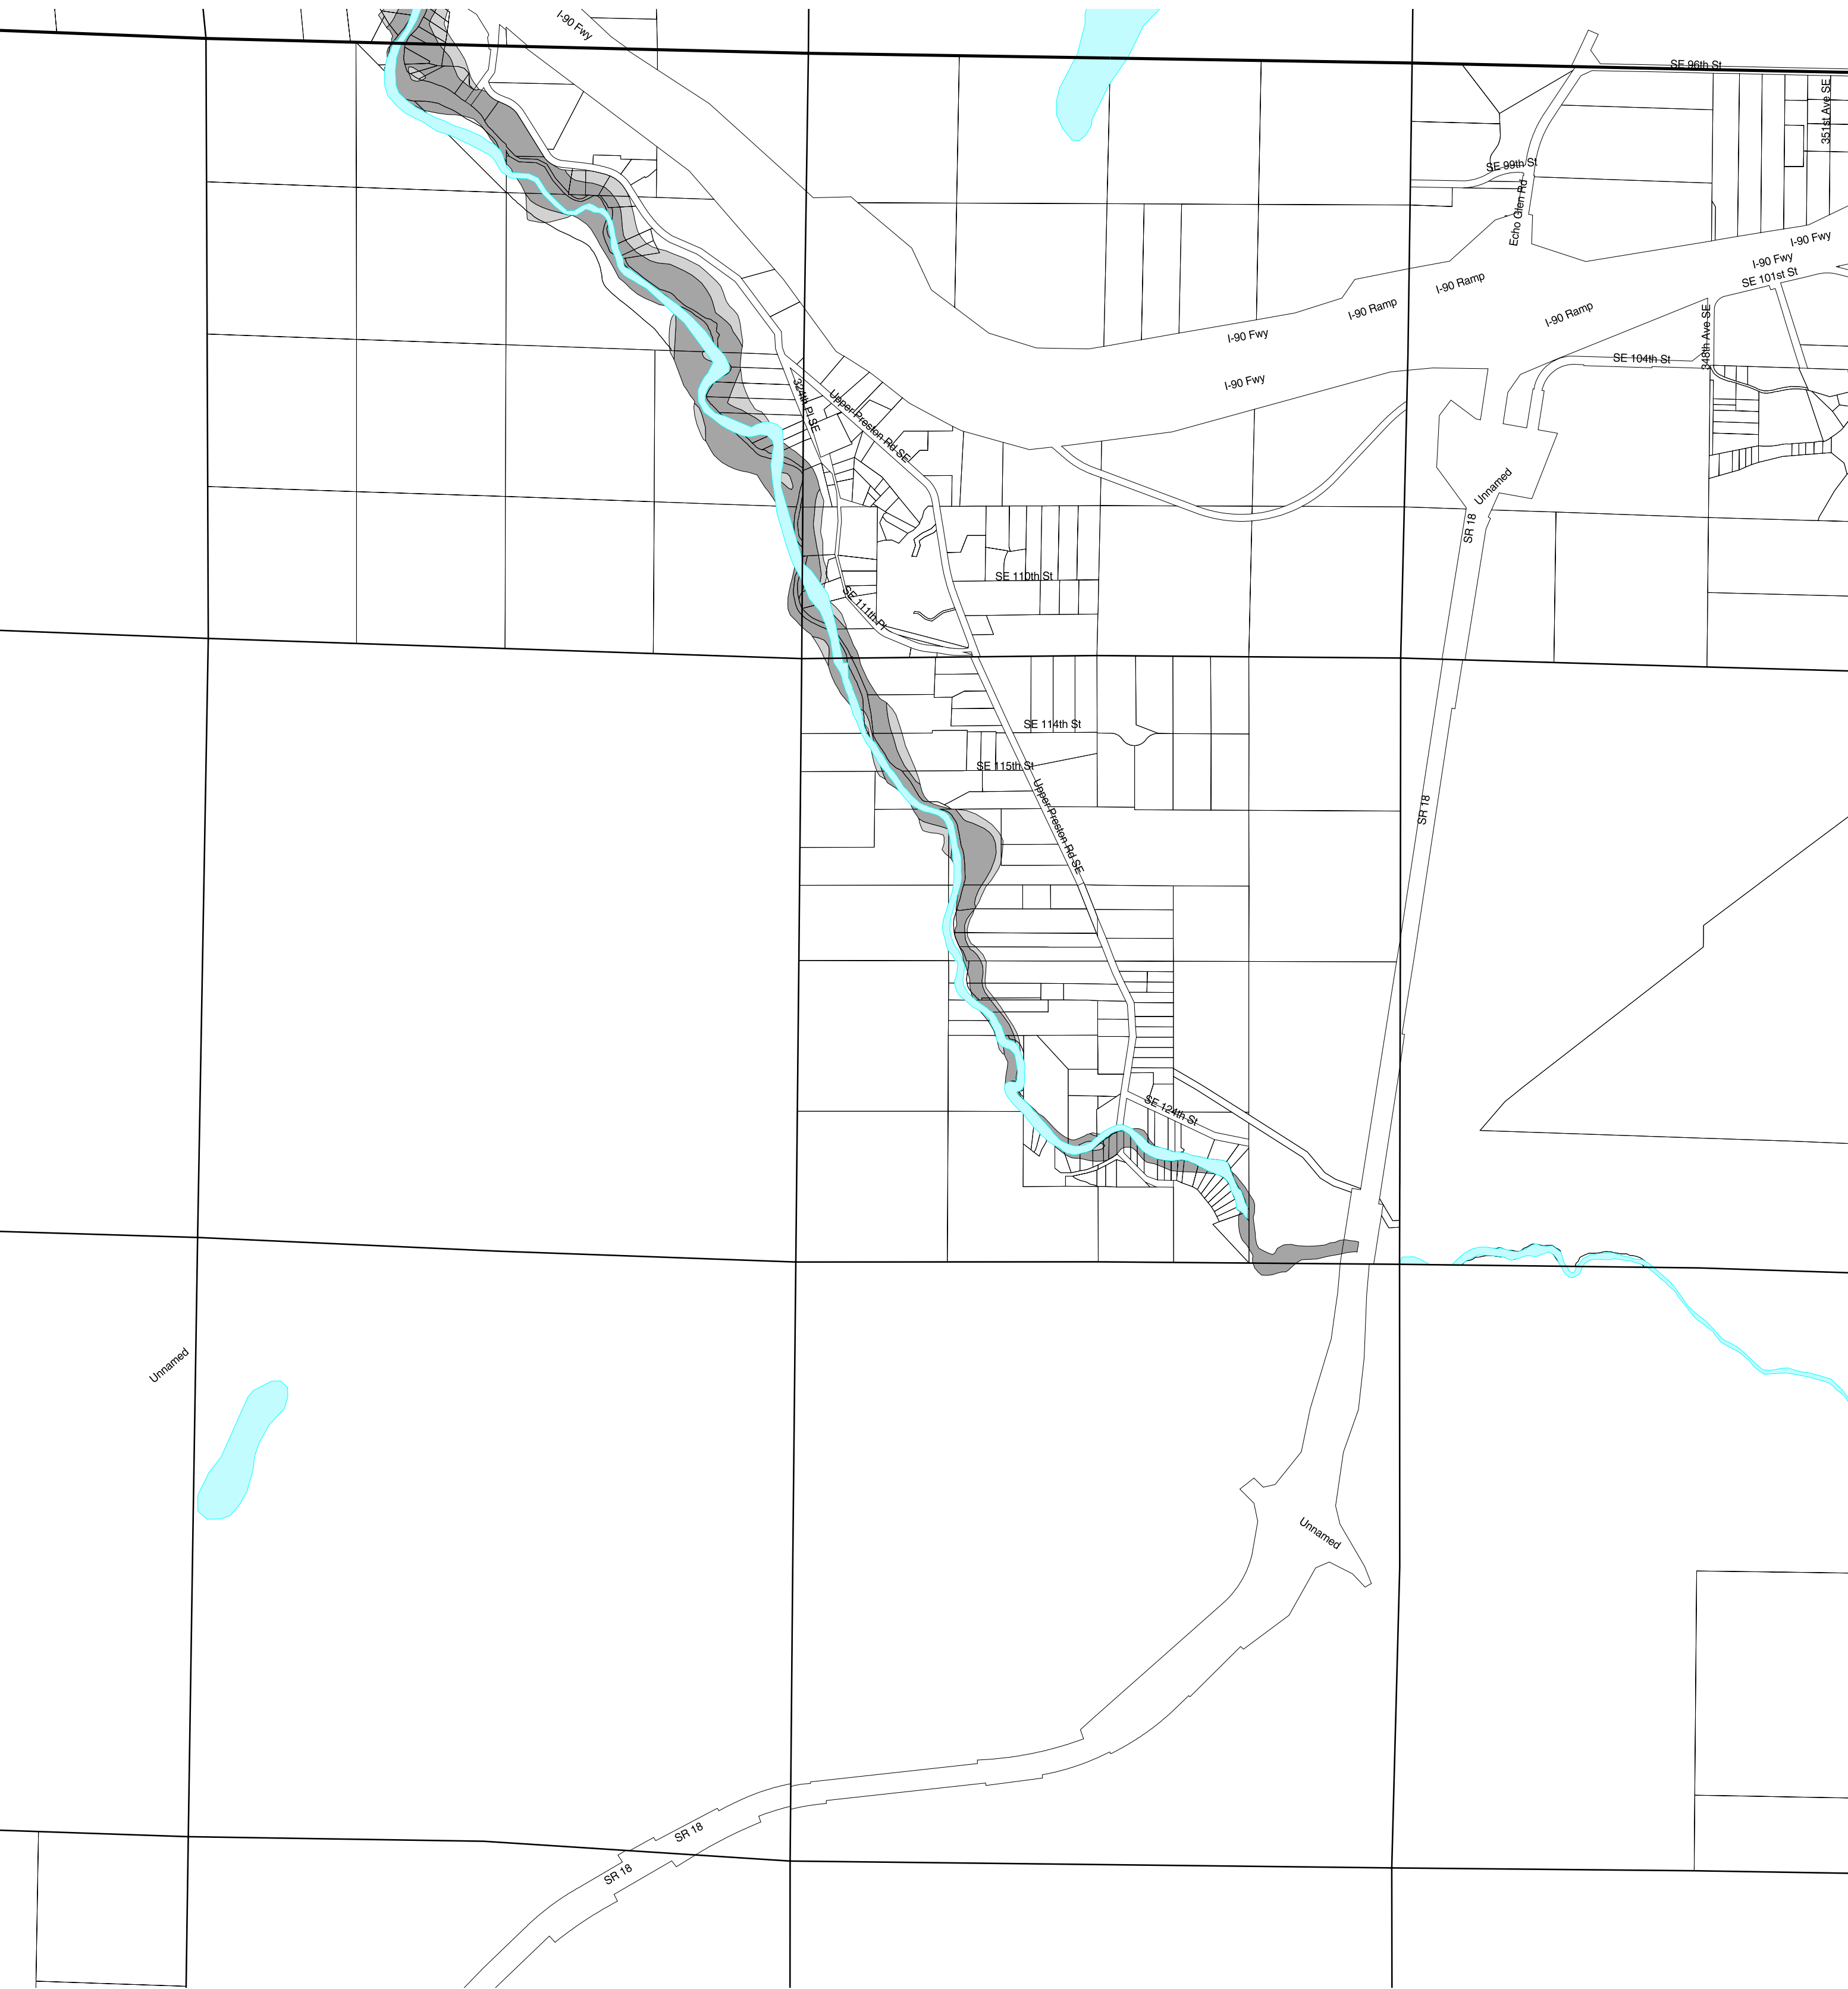 I-90 Fwy
SE 96th St
351st Ave SE
SE 99th St
Echo Glen Rd
I-90 Fwy
I-90 Fwy
SE 101st St
I-90 Ramp
I-90 Ramp
I-90 Ramp
I-90 Fwy
348th Ave SE
SE 104th St
I-90 Fwy
324th Pl SE
Upper Preston Rd SE
Unnamed
SR 18
SE 110th St
SE 111th Pl
SE 114th St
SE 115th St
Upper Preston Rd SE
SR 18
SE 124th St
Unnamed
Unnamed
SR 18
SR 18